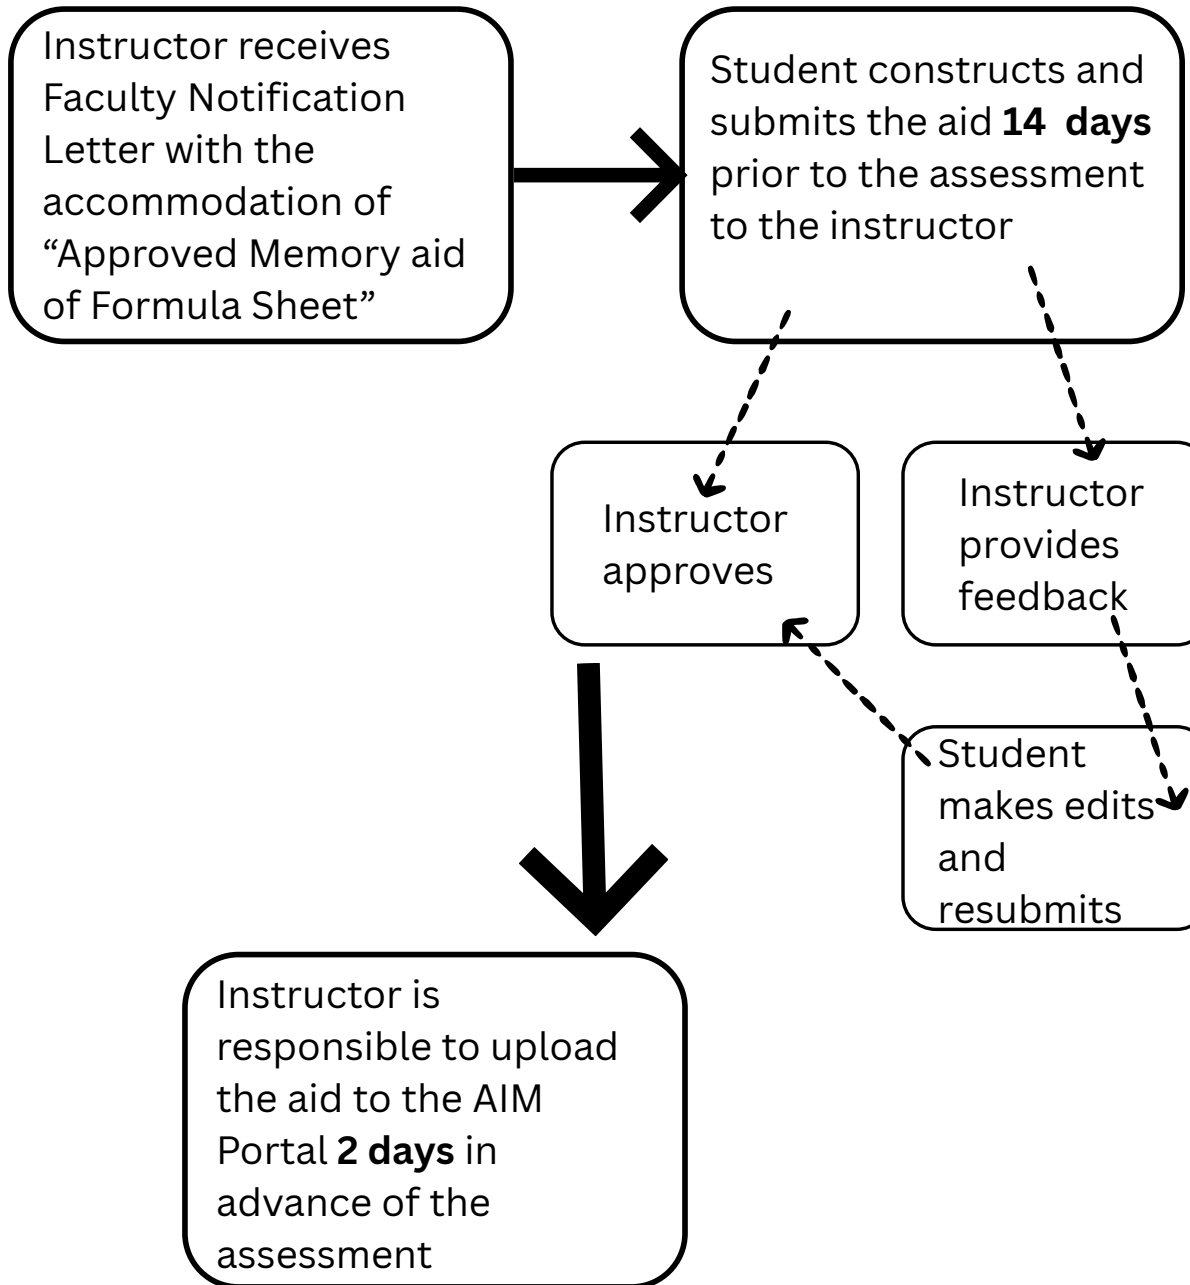 Instructor receives
Faculty Notification
Letter with the
accommodation of
“Approved Memory aid
of Formula Sheet”
Student constructs and
submits the aid 14 days
prior to the assessment
to the instructor
Instructor
approves
Instructor
provides
feedback
Student
makes edits
and
resubmits
Instructor is
responsible to upload
the aid to the AIM
Portal 2 days in
advance of the
assessment